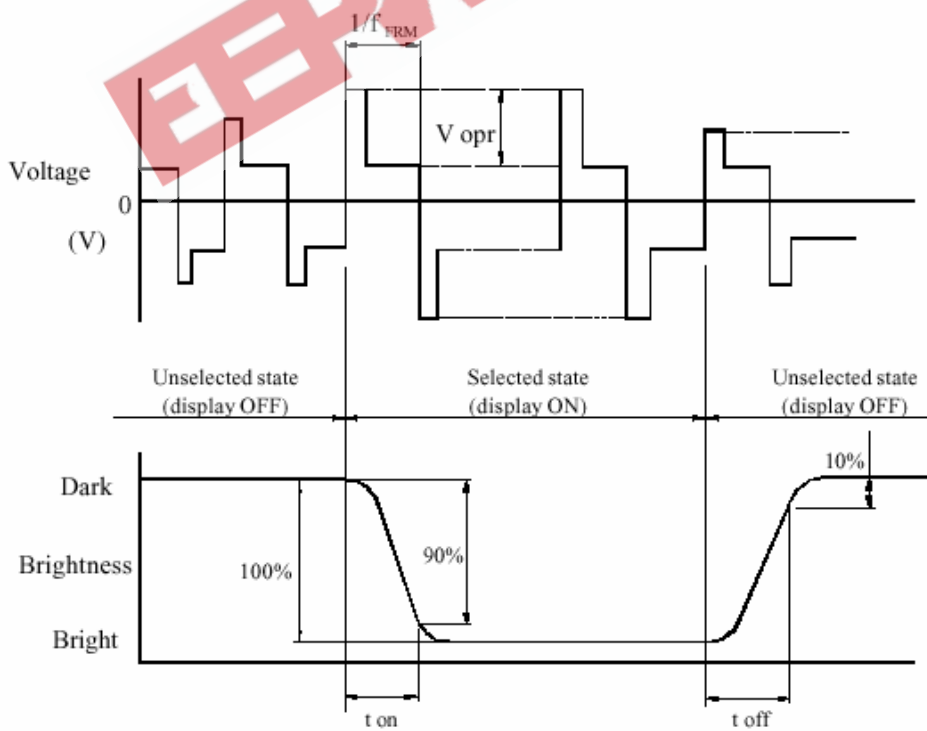 1/f FRM
V opr
Voltage
0
(V)
Unselected state
(display OFF)
Selected state
(display ON)
Unselected state
(display OFF)
Dark
Brightness
Bright
100%
90%
10%
t on
t off